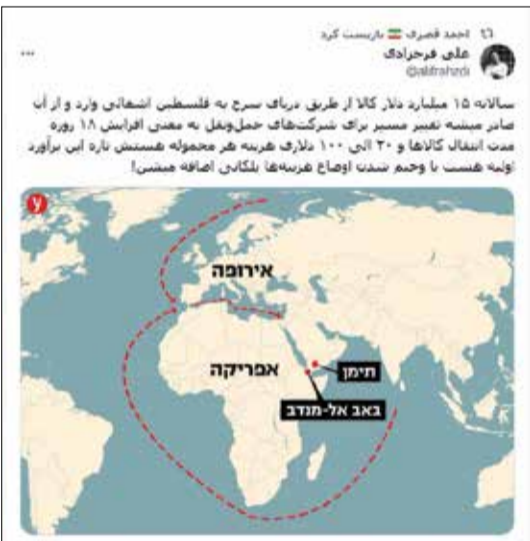 احمد قصری بازپست کرد
علی فرحزادی
@alifrahzdi
سالانه ۱۵ میلیارد دلار کالا از طریق دریای سرخ به فلسطین اشغالی وارد و از آن
صادر میشه تغییر مسیر برای شرکت‌های حمل‌ونقل به معنی افزایش ۱۸ روزه
مدت انتقال کالاها و ۲۰ الی ۱۰۰ دلاری هزینه هر محموله هستش تازه این برآورد
اولیه هست با وخیم شدن اوضاع هزینه‌ها پلکانی اضافه میشن!
אירופה
אפריקה
תימן
באב אל-מנדב